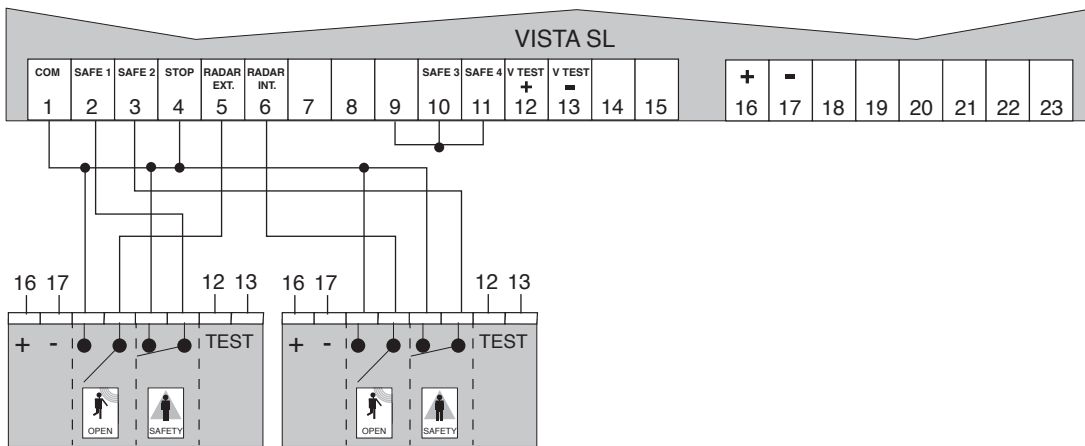 VISTA SL
COM SAFE 1 SAFE 2 STOP RADAR EXT. RADAR INT. SAFE 3 SAFE 4 V TEST + V TEST - + -
1 2 3 4 5 6 7 8 9 10 11 12 13 14 15 16 17 18 19 20 21 22 23
16 17 12 13 16 17 12 13
+ - TEST + - TEST
OPEN SAFETY OPEN SAFETY